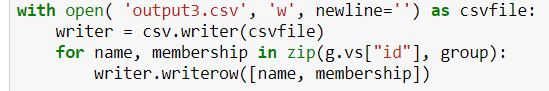 with open( 'output3.csv', 'w', newline='') as csvfile:
    writer = csv.writer(csvfile)
    for name, membership in zip(g.vs["id"], group):
        writer.writerow([name, membership])